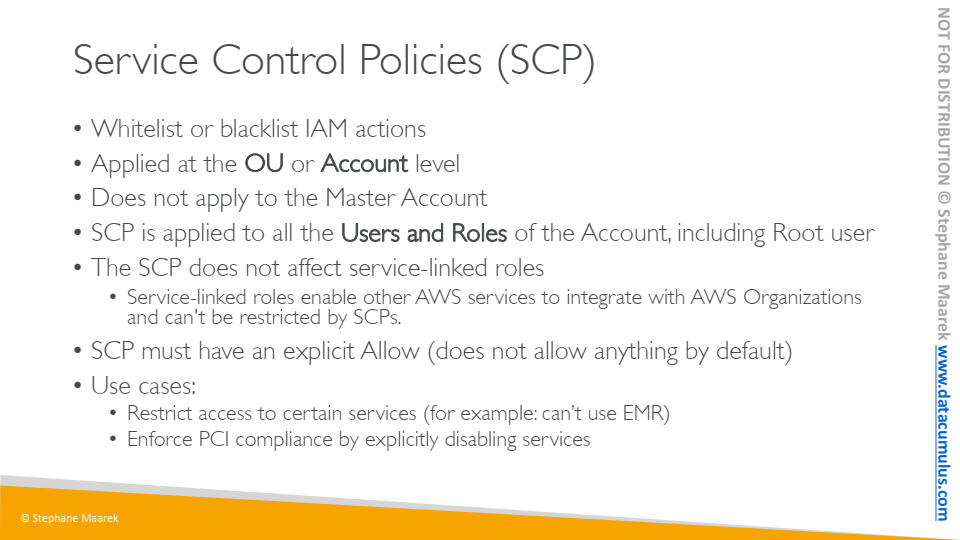 Service Control Policies (SCP)
• Whitelist or blacklist IAM actions
• Applied at the OU or Account level
• Does not apply to the Master Account
• SCP is applied to all the Users and Roles of the Account, including Root user
• The SCP does not affect service-linked roles
• Service-linked roles enable other AWS services to integrate with AWS Organizations
and can't be restricted by SCPs.
• SCP must have an explicit Allow (does not allow anything by default)
• Use cases:
• Restrict access to certain services (for example: can’t use EMR)
• Enforce PCI compliance by explicitly disabling services
© Stephane Maarek
NOT FOR DISTRIBUTION © Stephane Maarek www.datacumulus.com